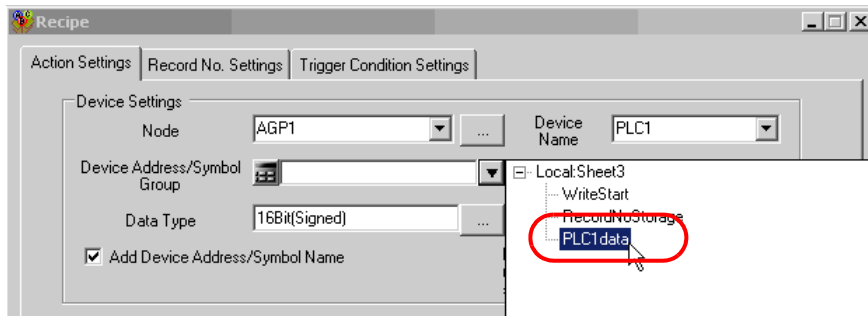 Recipe
Action Settings Record No. Settings Trigger Condition Settings
Device Settings
Node AGP1 ... Device Name PLC1
Device Address/Symbol Group
Local:Sheet3
WriteStart
RecordNoStorage
PLC1data
Data Type 16Bit(Signed) ...
Add Device Address/Symbol Name